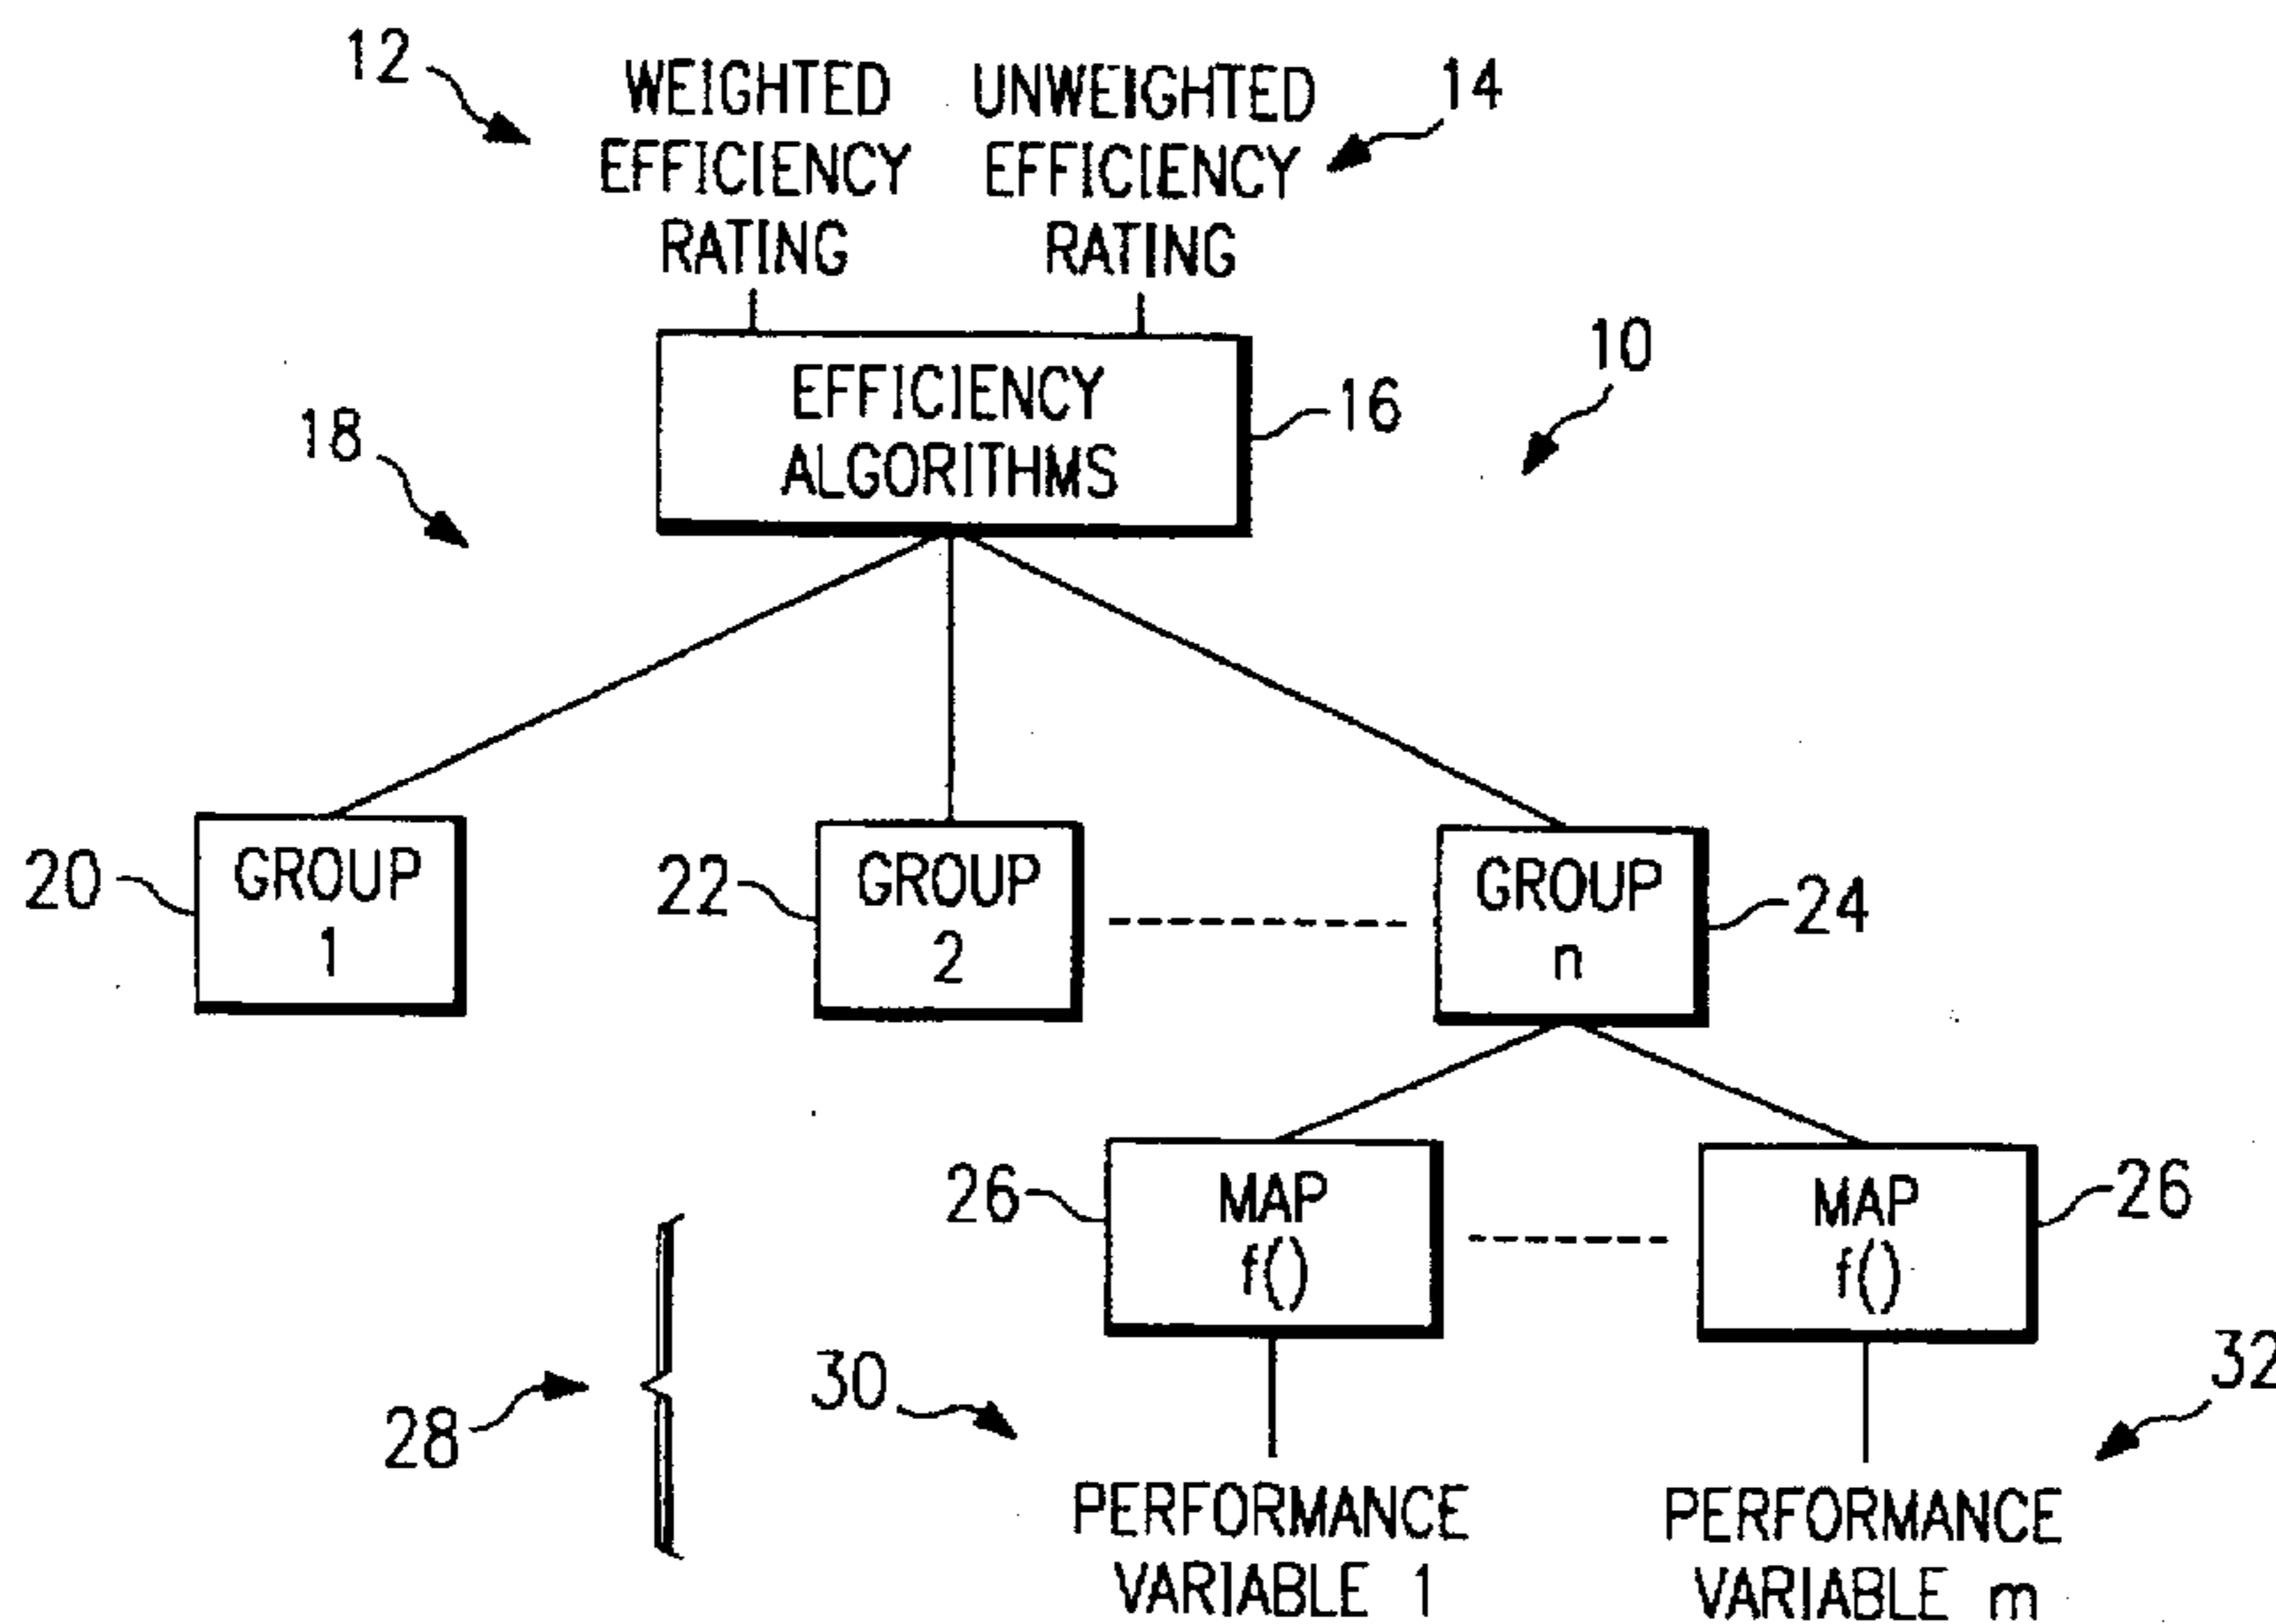 12
WEIGHTED
EFFICIENCY
RATING
UNWEIGHTED
EFFICIENCY
RATING
14
EFFICIENCY
ALGORITHMS
16
10
18
20
GROUP
1
22
GROUP
2
GROUP
n
24
26
MAP
f()
MAP
f()
26
28
30
32
PERFORMANCE
VARIABLE 1
PERFORMANCE
VARIABLE m